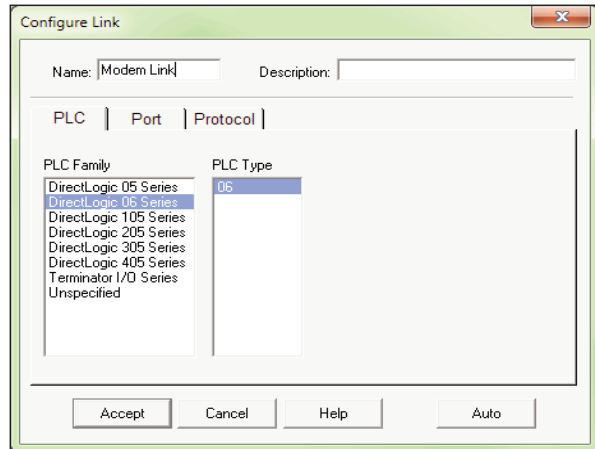 Configure Link
Name: Modem Link Description:
PLC Port Protocol
PLC Family PLC Type
DirectLogic 05 Series 06
DirectLogic 06 Series
DirectLogic 105 Series
DirectLogic 205 Series
DirectLogic 305 Series
DirectLogic 405 Series
Terminator I/O Series
Unspecified
Accept Cancel Help Auto